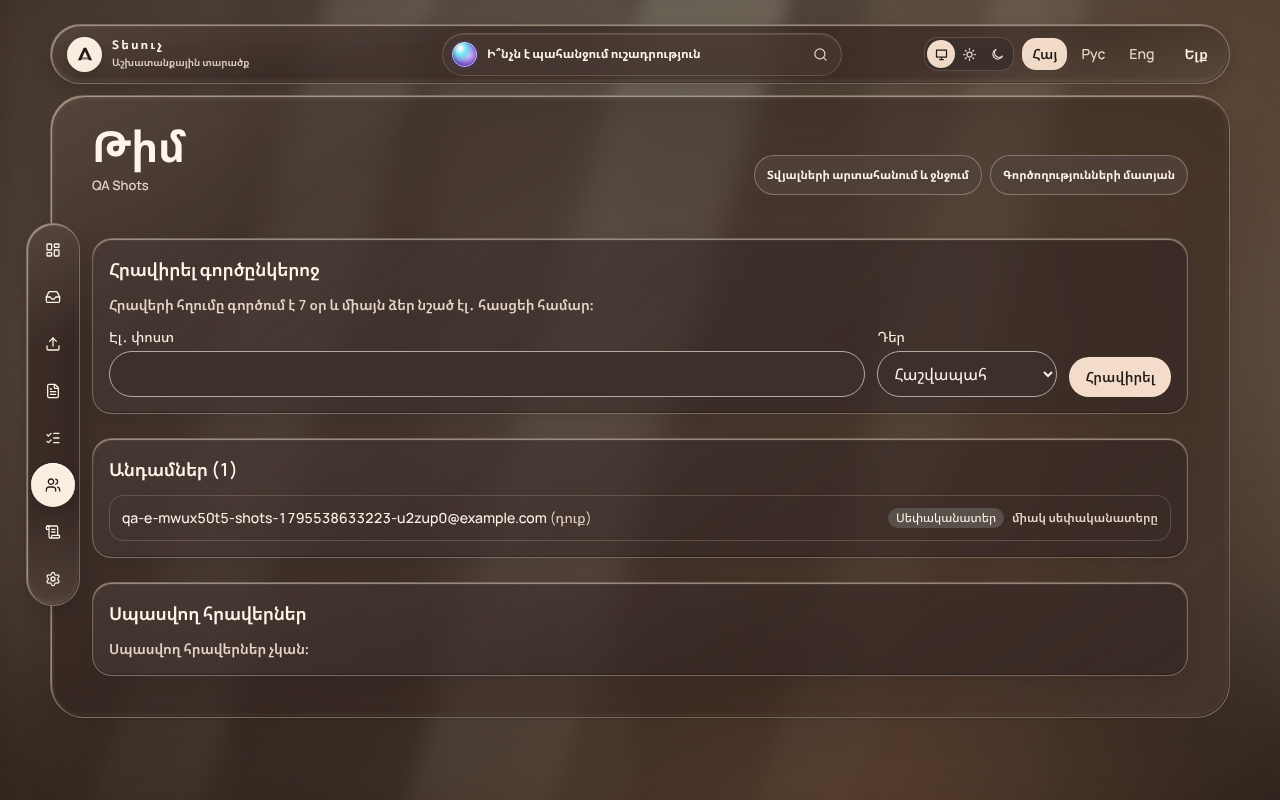 Տեսուչ
Աշխատանքային տարածք
Ի՞նչն է պահանջում ուշադրություն
Հայ
Рус
Eng
Ելք
Թիմ
QA Shots
Տվյալների արտահանում և ջնջում
Գործողությունների մատյան
Հրավիրել գործընկերոջ
Հրավերի հղումը գործում է 7 օր և միայն ձեր նշած էլ․ հասցեի համար։
Էլ․ փոստ
Դեր
Հաշվապահ
Հրավիրել
Անդամներ (1)
qa-e-mwux50t5-shots-1795538633223-u2zup0@example.com (դուք)
Սեփականատեր
միակ սեփականատերը
Սպասվող հրավերներ
Սպասվող հրավերներ չկան։